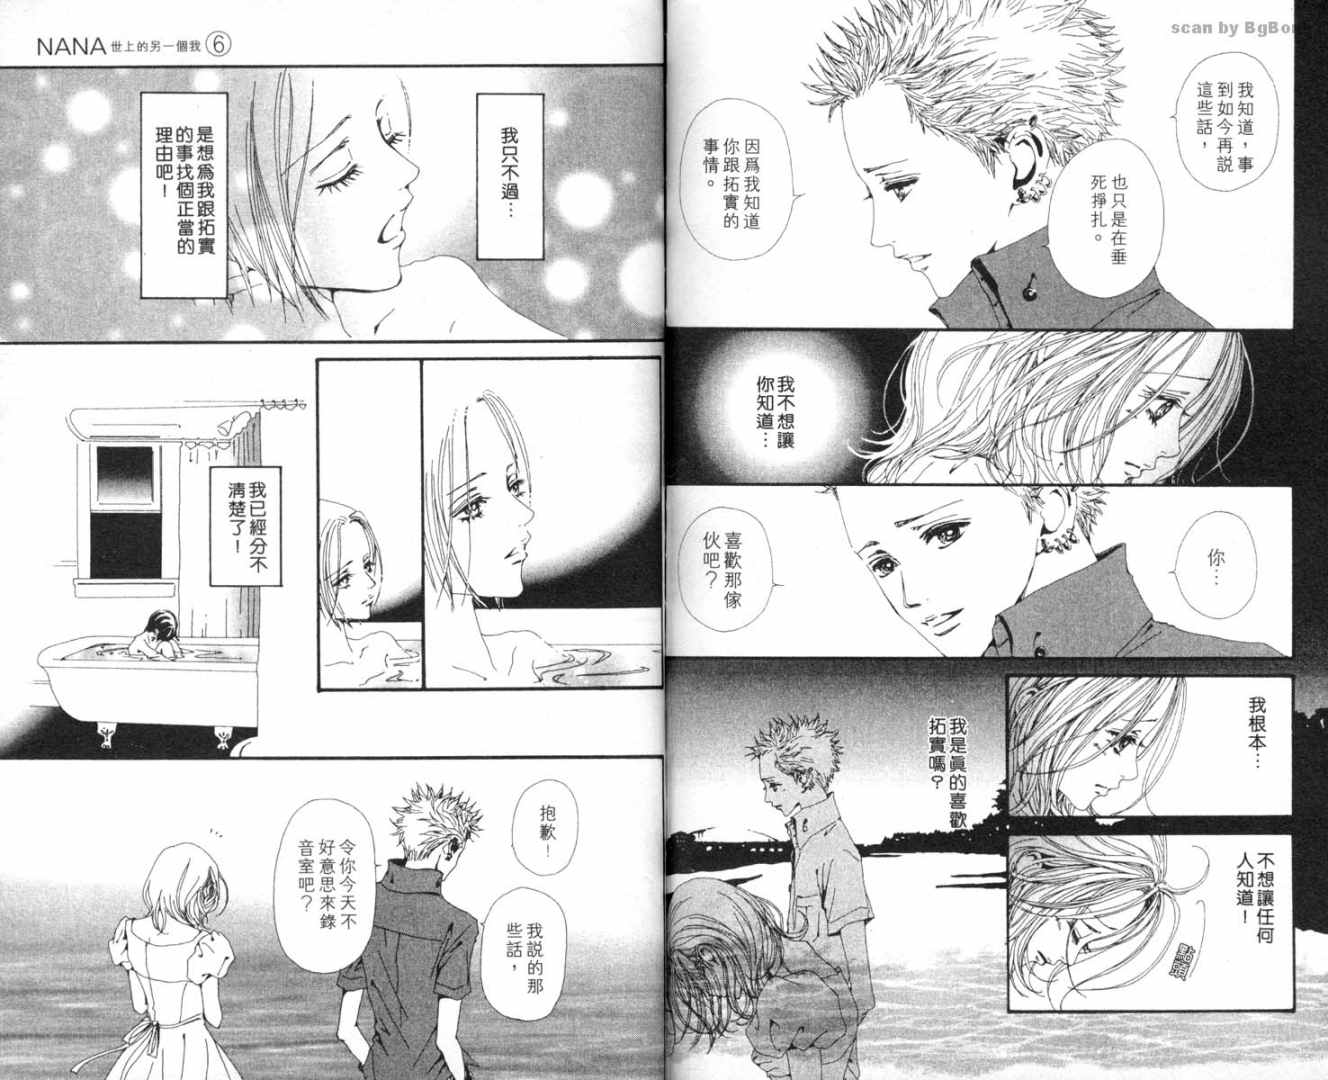 scan by BgBon
我知道，事
到如今再説
這些話，
也只是在垂
死掙扎。
因爲我知道
你跟拓實的
事情。
我不想讓
你知道…
你…
喜歡那傢
伙吧？
我根本…
不想讓任何
人知道！
我是眞的喜歡
拓實嗎？
NANA 世上的另一個我 ⑥
我只不過…
是想爲我跟拓實
的事找個正當的
理由吧！
我已經分不
清楚了！
抱歉！
我説的那
些話，
令你今天不
好意思來錄
音室吧？